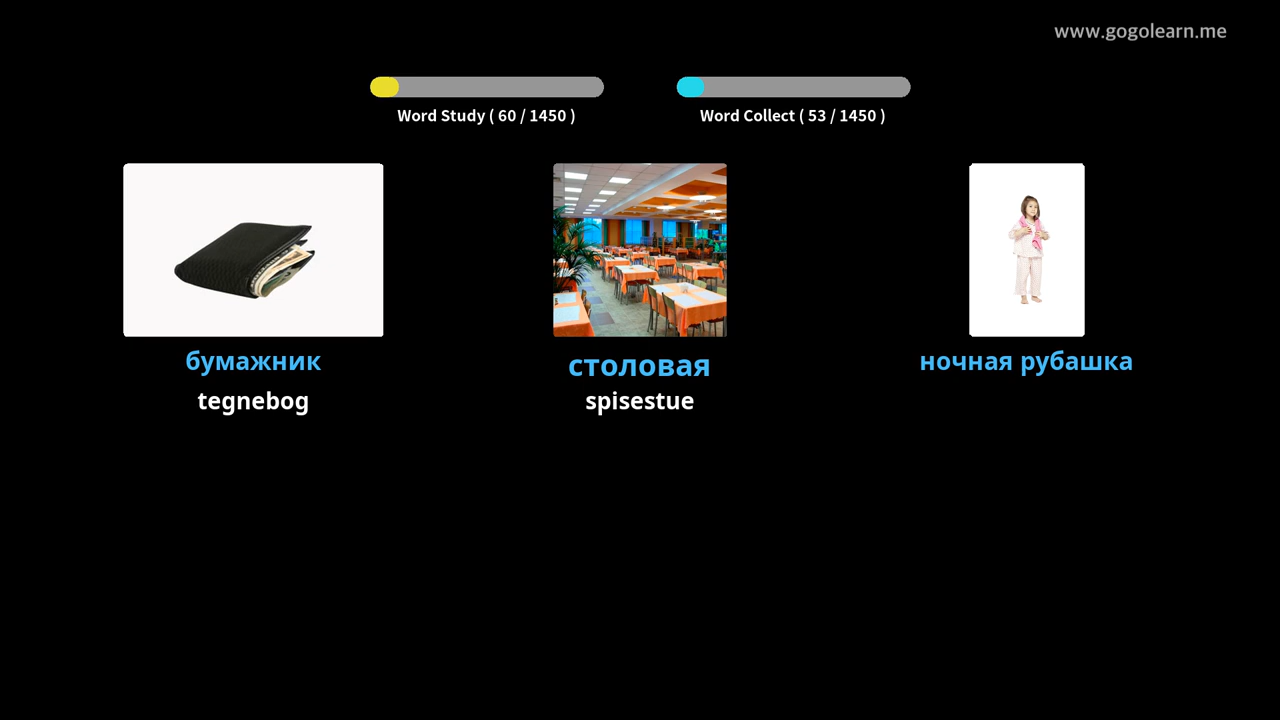 www.gogolearn.me
Word Study ( 60 / 1450 )
Word Collect ( 53 / 1450 )
бумажник
tegnebog
столовая
spisestue
ночная рубашка